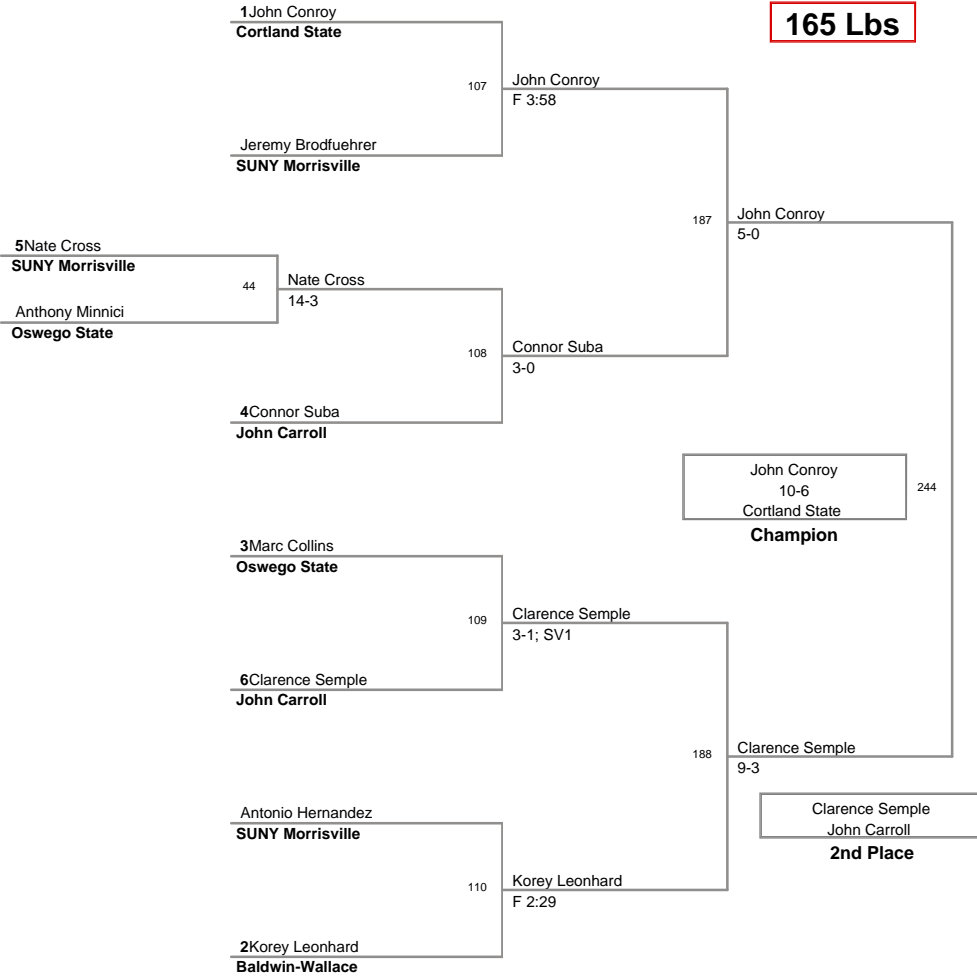 165 Lbs
1John Conroy
Cortland State
107
John Conroy
F 3:58
Jeremy Brodfuehrer
SUNY Morrisville
187
John Conroy
5-0
5Nate Cross
SUNY Morrisville
44
Nate Cross
14-3
Anthony Minnici
Oswego State
108
Connor Suba
3-0
4Connor Suba
John Carroll
John Conroy
10-6
Cortland State
Champion
244
3Marc Collins
Oswego State
109
Clarence Semple
3-1; SV1
6Clarence Semple
John Carroll
188
Clarence Semple
9-3
Clarence Semple
John Carroll
2nd Place
Antonio Hernandez
SUNY Morrisville
110
Korey Leonhard
F 2:29
2Korey Leonhard
Baldwin-Wallace